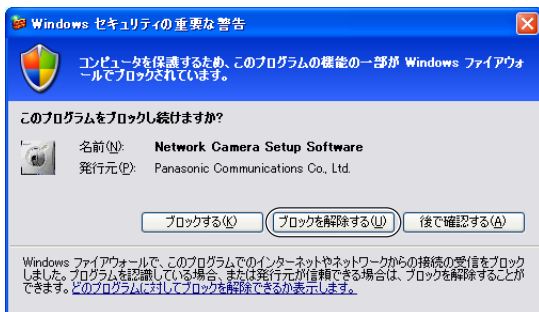 Windows セキュリティの重要な警告
コンピュータを保護するため、このプログラムの機能の一部が Windows ファイアウォ
ールでブロックされています。
このプログラムをブロックし続けますか?
名前(N): Network Camera Setup Software
発行元(P): Panasonic Communications Co., Ltd.
ブロックする(K) ブロックを解除する(U) 後で確認する(A)
Windows ファイアウォールで、このプログラムでのインターネットやネットワークからの接続の受信をブロック
しました。プログラムを認識している場合、または発行元が信頼できる場合は、ブロックを解除することが
できます。どのプログラムに対してブロックを解除できるか表示します。